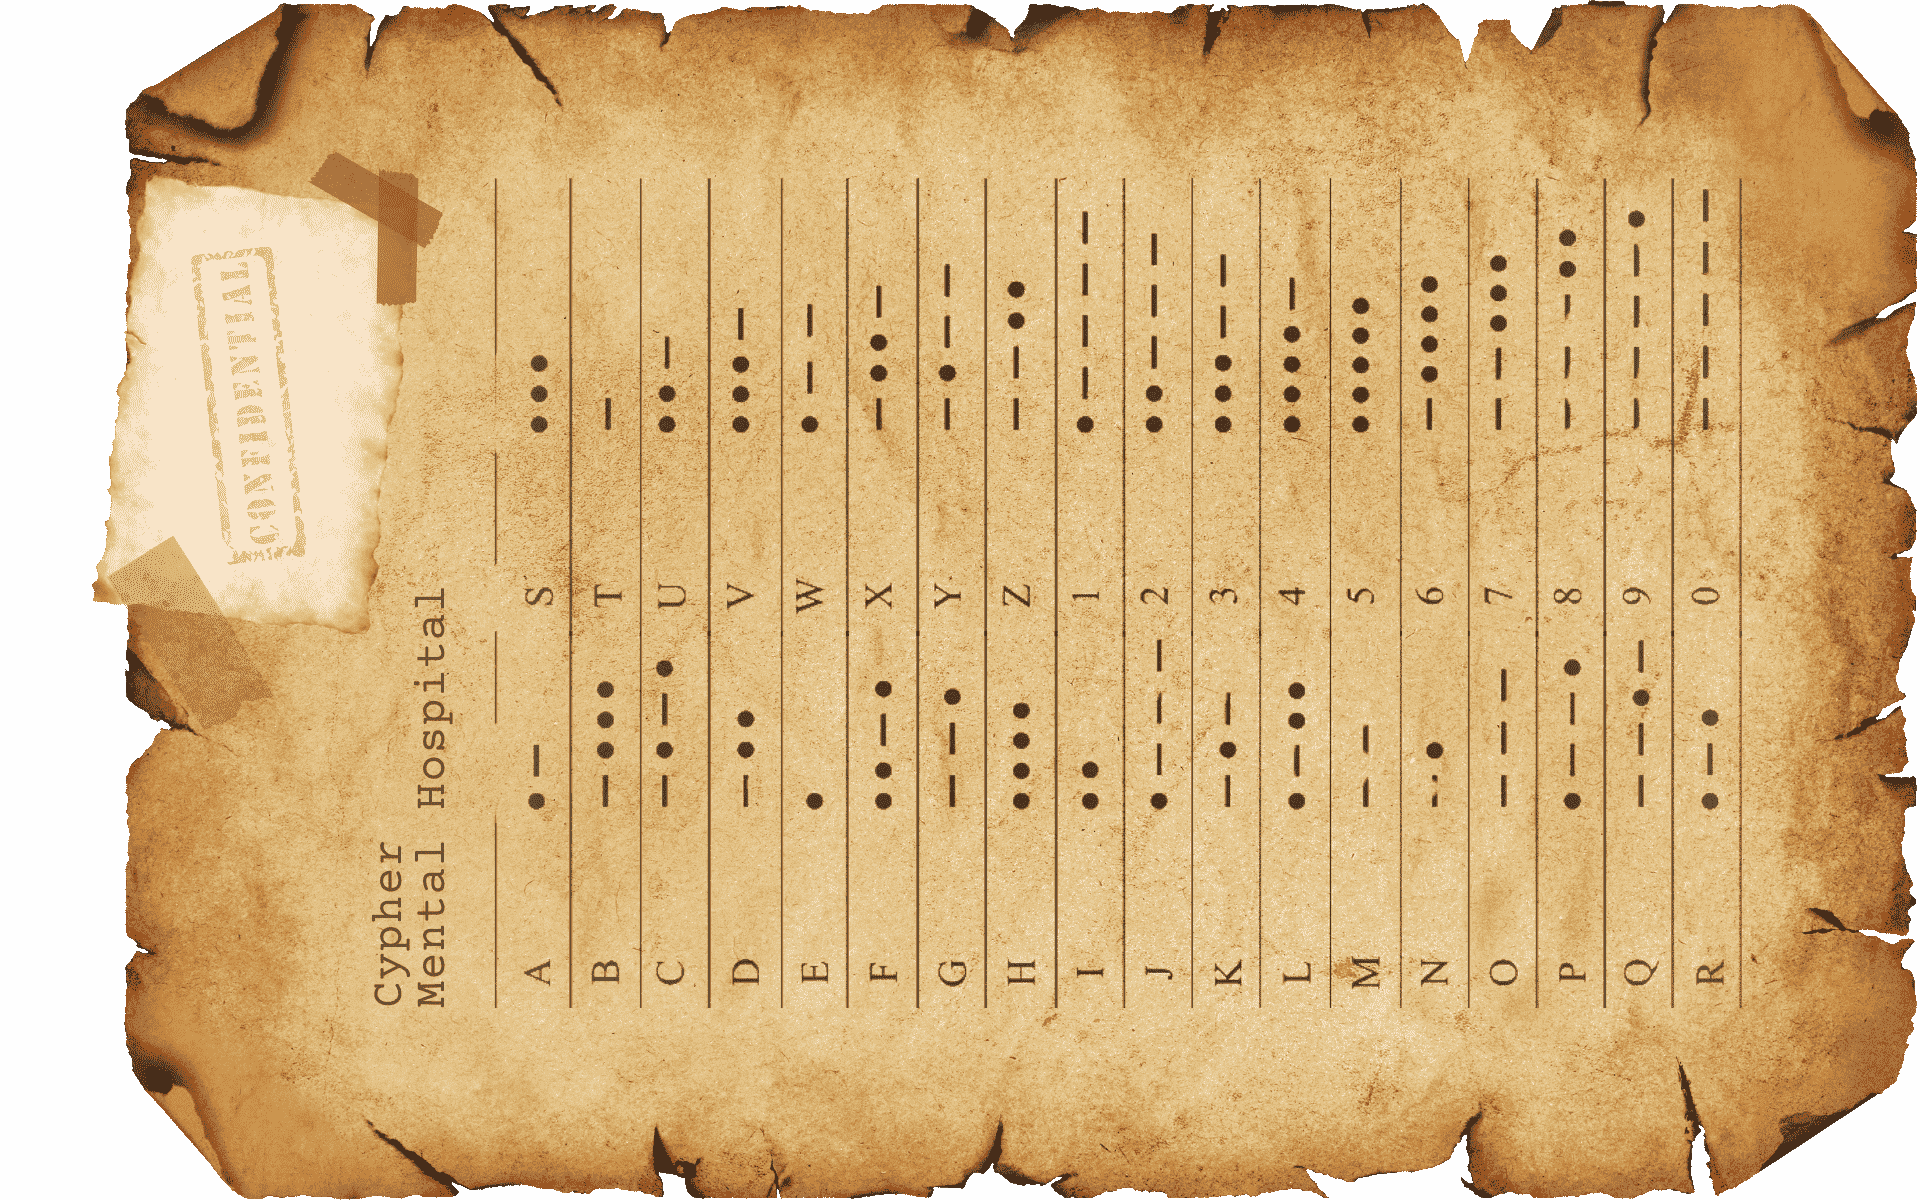 CONFIDENTIAL
Cypher
Mental Hospital
A ●— S ●●●
B —●●● T —
C —●—● U ●●—
D —●● V ●●●—
E ● W ●——
F ●●—● X —●●—
G ——● Y —●——
H ●●●● Z ——●●
I ●● 1 ●————
J ●——— 2 ●●———
K —●— 3 ●●●——
L ●—●● 4 ●●●●—
M —— 5 ●●●●●
N —● 6 —●●●●
O ——— 7 ——●●●
P ●——● 8 ———●●
Q ——●— 9 ————●
R ●—● 0 —————